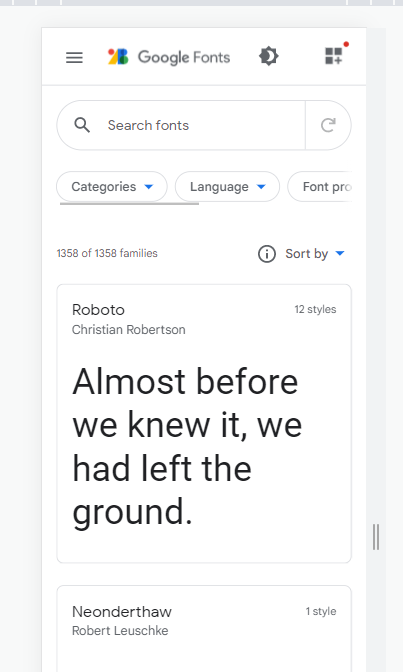 Google Fonts
Search fonts
Categories
Language
Font pro
1358 of 1358 families
Sort by
Roboto
12 styles
Christian Robertson
Almost before
we knew it, we
had left the
ground.
Neonderthaw
1 style
Robert Leuschke